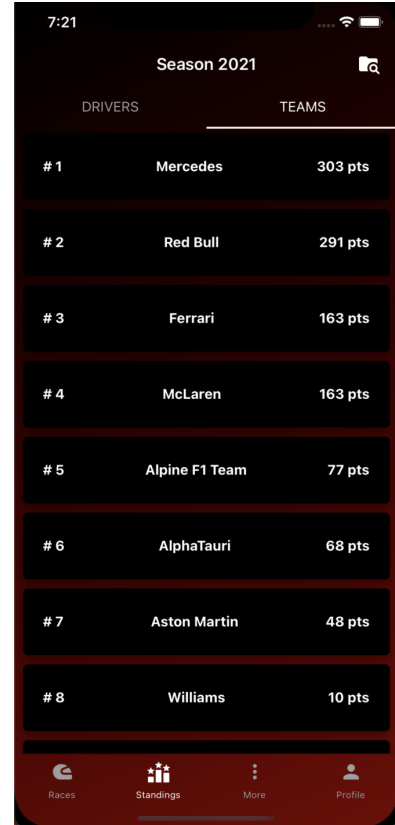 7:21
Season 2021
DRIVERS TEAMS
# 1 Mercedes 303 pts
# 2 Red Bull 291 pts
# 3 Ferrari 163 pts
# 4 McLaren 163 pts
# 5 Alpine F1 Team 77 pts
# 6 AlphaTauri 68 pts
# 7 Aston Martin 48 pts
# 8 Williams 10 pts
Races Standings More Profile